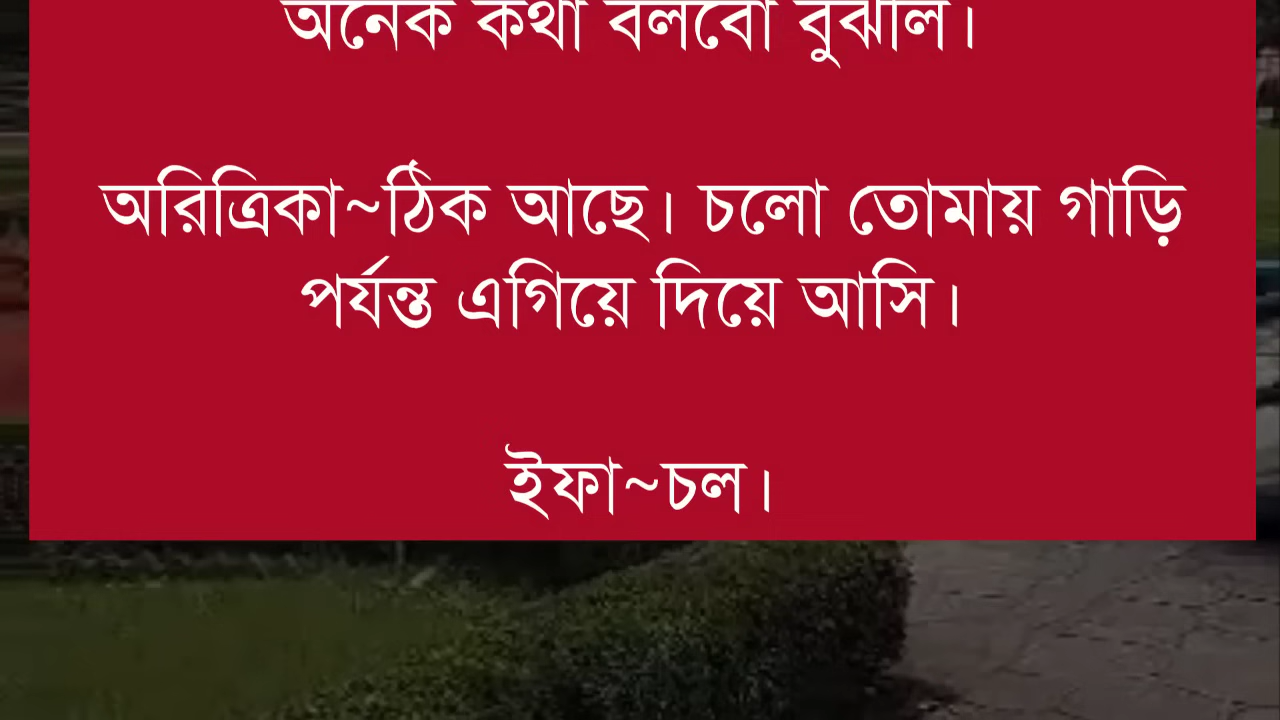 অনেক কথা বলবো বুঝলি।
অরিত্রিকা~ঠিক আছে। চলো তোমায় গাড়ি
পর্যন্ত এগিয়ে দিয়ে আসি।
ইফা~চল।